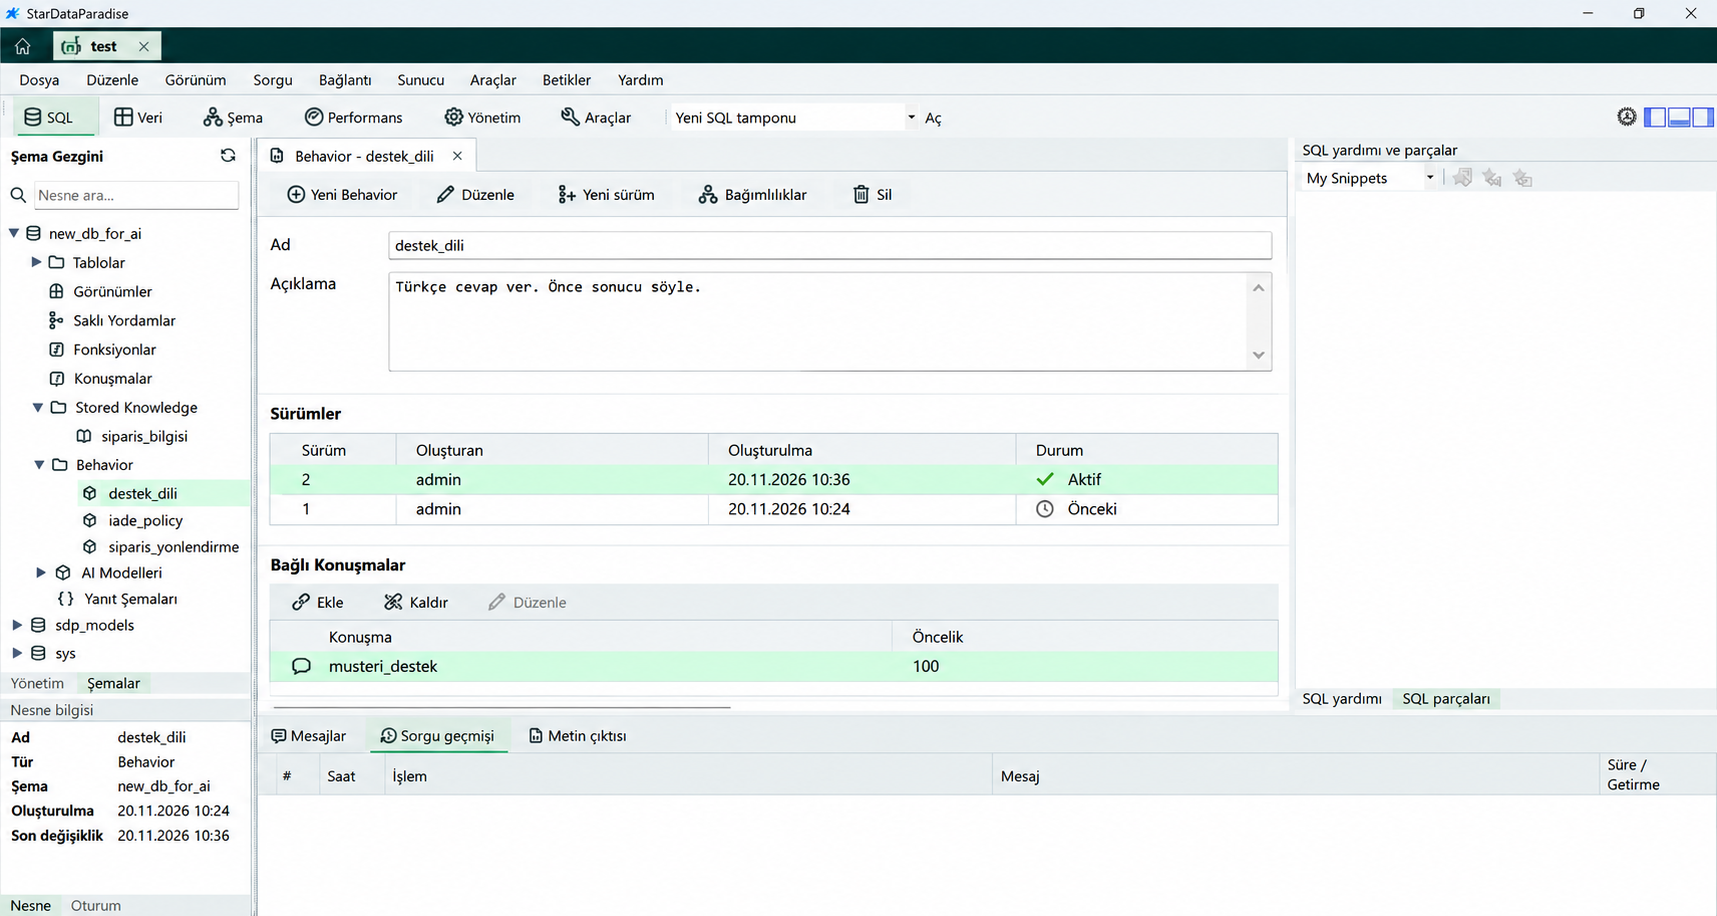 StarDataParadise
test
Dosya Düzenle Görünüm Sorgu Bağlantı Sunucu Araçlar Betikler Yardım
SQL Veri Şema Performans Yönetim Araçlar Yeni SQL tamponu Aç
Şema Gezgini
Nesne ara...
new_db_for_ai
Tablolar
Görünümler
Saklı Yordamlar
Fonksiyonlar
Konuşmalar
Stored Knowledge
siparis_bilgisi
Behavior
destek_dili
iade_policy
siparis_yonlendirme
AI Modelleri
Yanıt Şemaları
sdp_models
sys
Yönetim Şemalar
Nesne bilgisi
Ad destek_dili
Tür Behavior
Şema new_db_for_ai
Oluşturulma 20.11.2026 10:24
Son değişiklik 20.11.2026 10:36
Nesne Oturum
Behavior - destek_dili
Yeni Behavior Düzenle Yeni sürüm Bağımlılıklar Sil
Ad destek_dili
Açıklama Türkçe cevap ver. Önce sonucu söyle.
Sürümler
Sürüm Oluşturan Oluşturulma Durum
2 admin 20.11.2026 10:36 Aktif
1 admin 20.11.2026 10:24 Önceki
Bağlı Konuşmalar
Ekle Kaldır Düzenle
Konuşma Öncelik
musteri_destek 100
Mesajlar Sorgu geçmişi Metin çıktısı
# Saat İşlem Mesaj Süre /
Getirme
SQL yardımı ve parçalar
My Snippets
SQL yardımı SQL parçaları